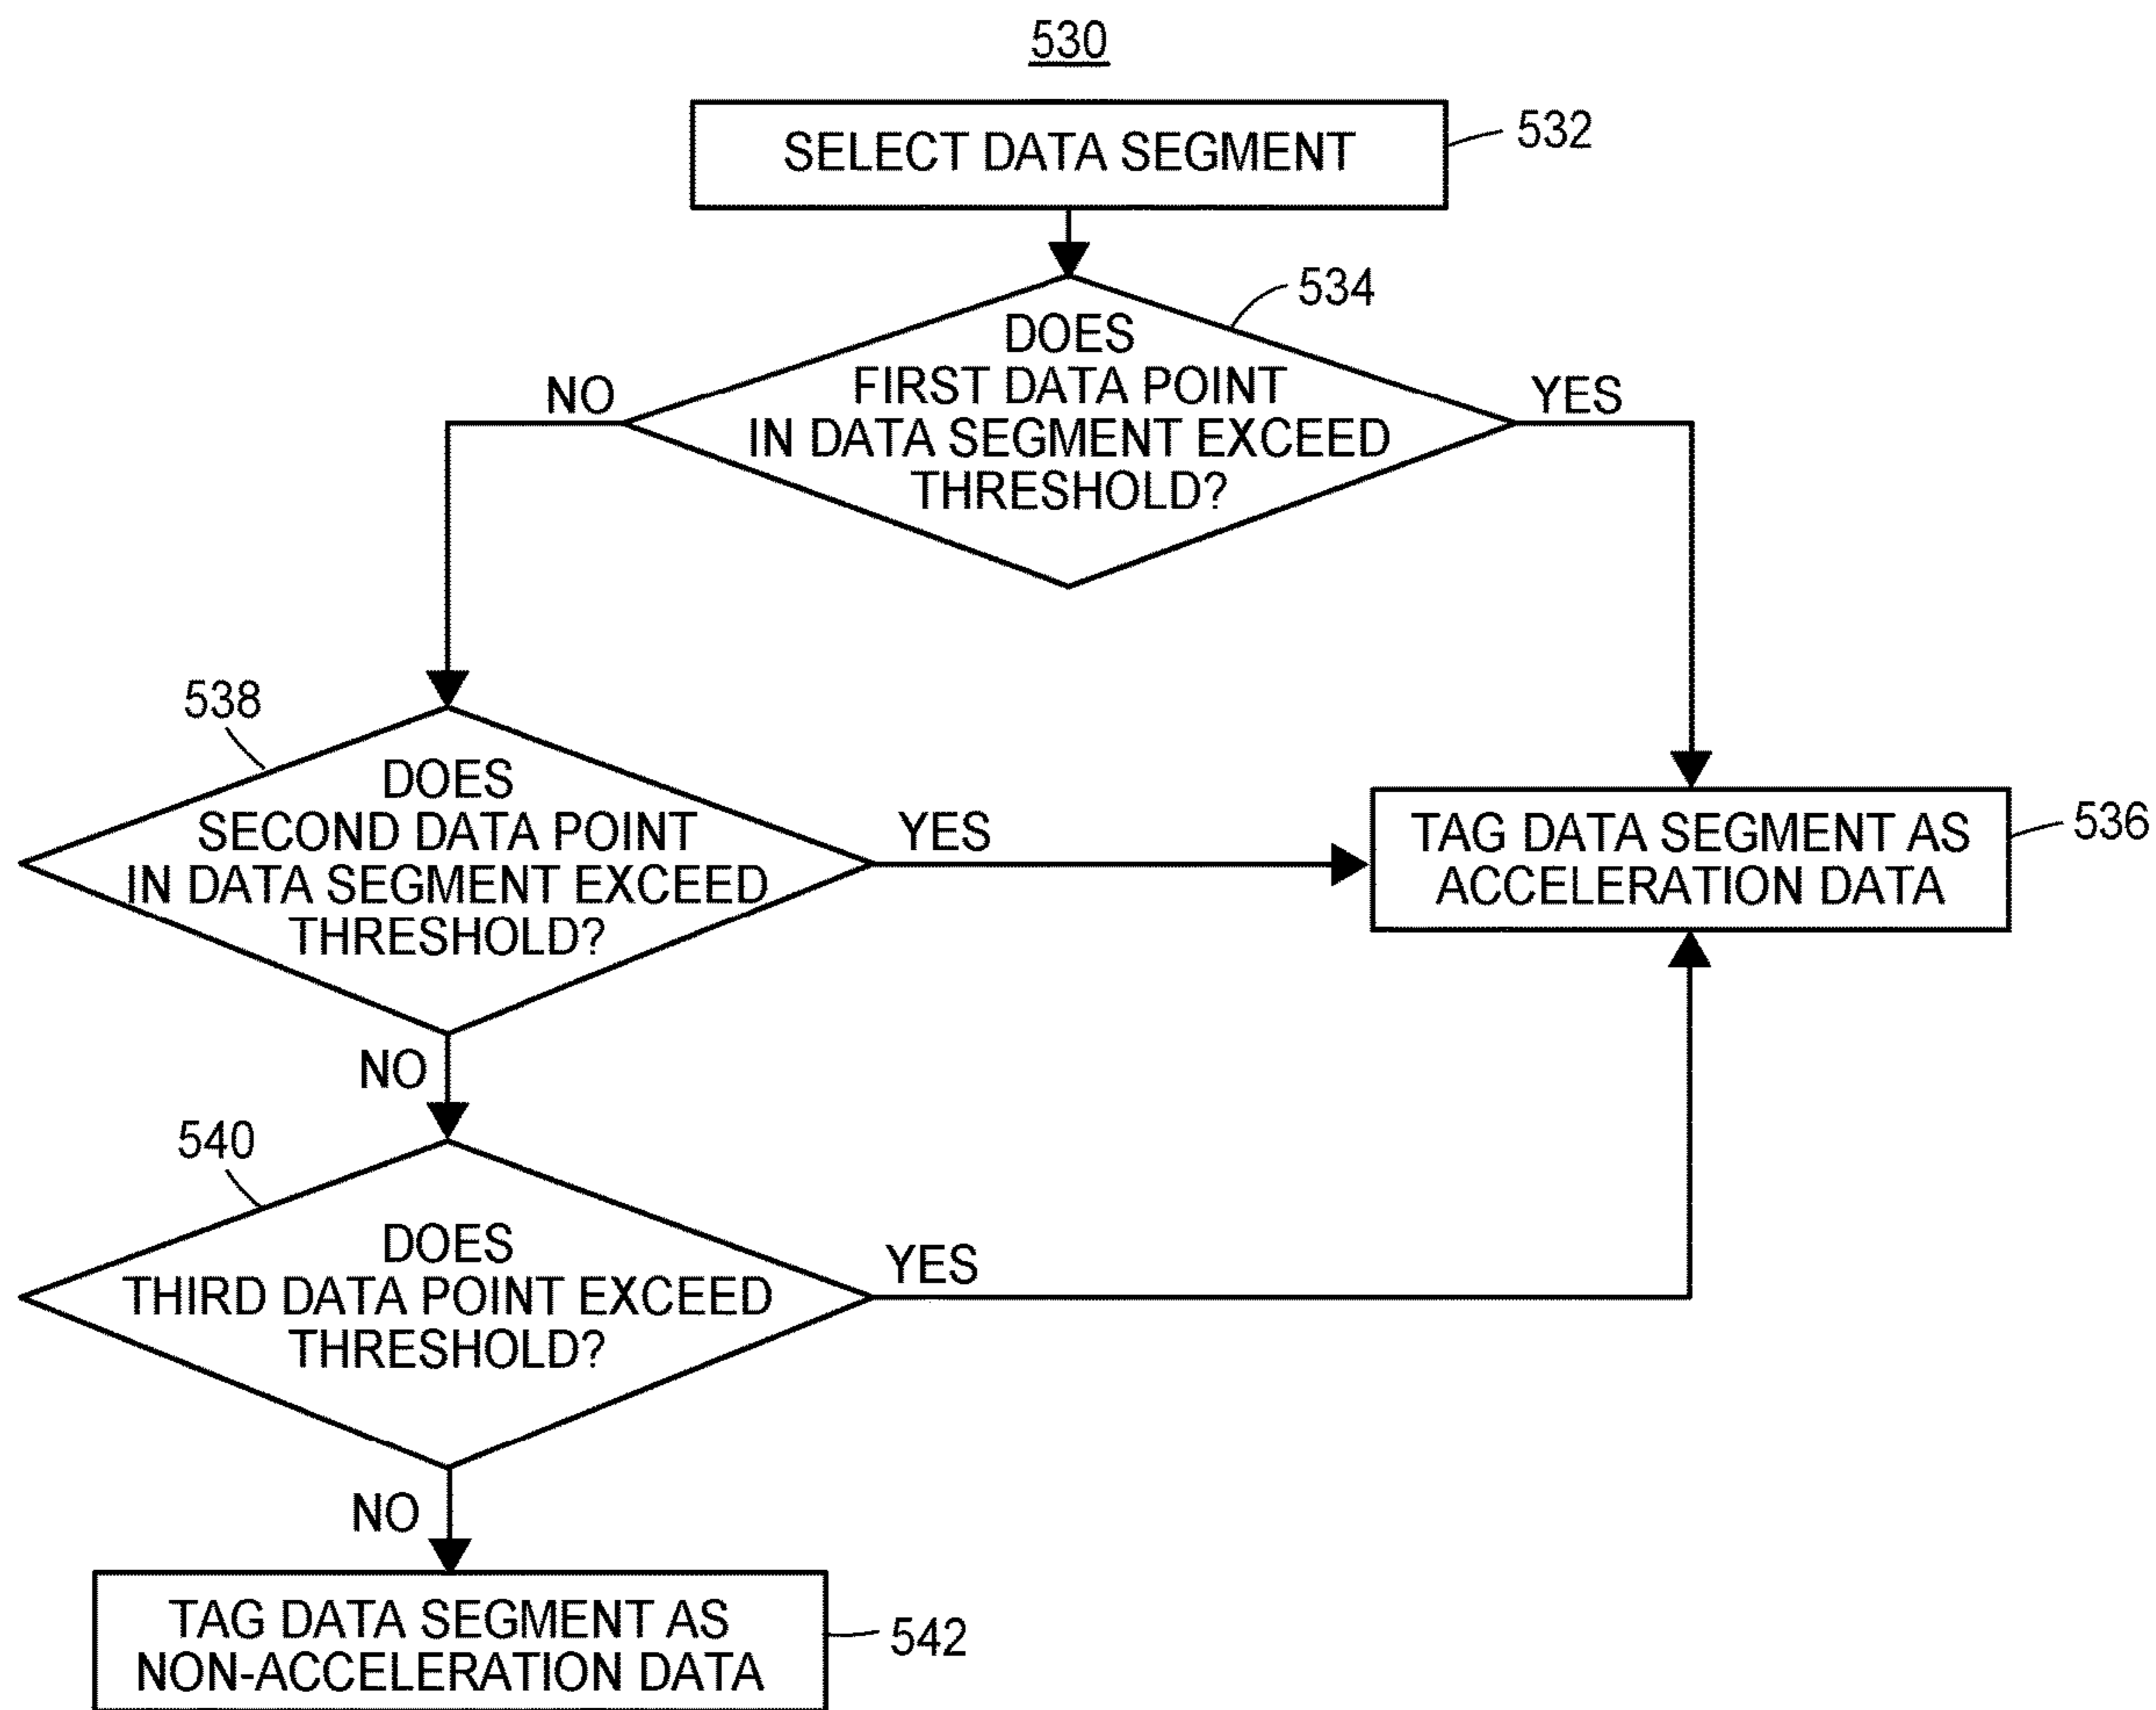 530
SELECT DATA SEGMENT
532
534
DOES
FIRST DATA POINT
IN DATA SEGMENT EXCEED
THRESHOLD?
NO
YES
538
DOES
SECOND DATA POINT
IN DATA SEGMENT EXCEED
THRESHOLD?
YES
TAG DATA SEGMENT AS
ACCELERATION DATA
536
NO
540
DOES
THIRD DATA POINT EXCEED
THRESHOLD?
YES
NO
TAG DATA SEGMENT AS
NON-ACCELERATION DATA
542